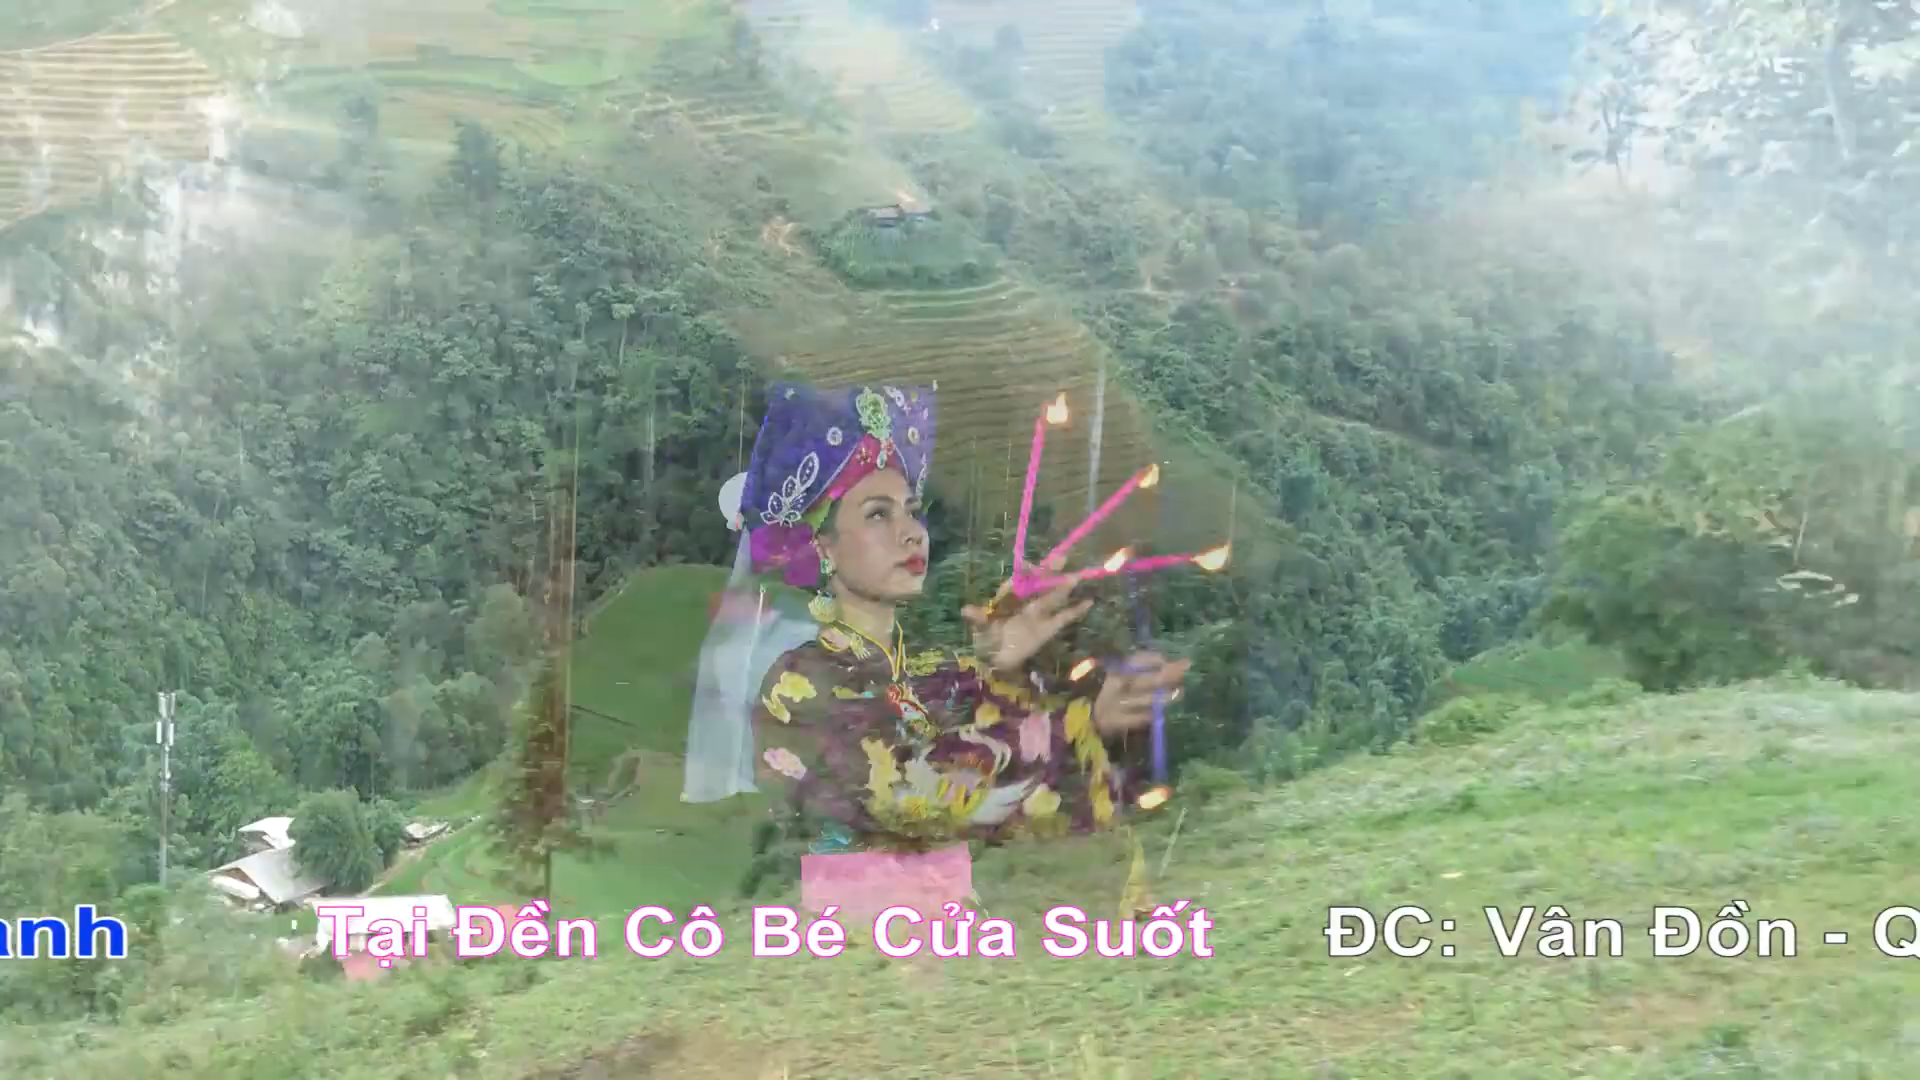 Tại Đền Cô Bé Cửa Suốt ĐC: Vân Đồn -